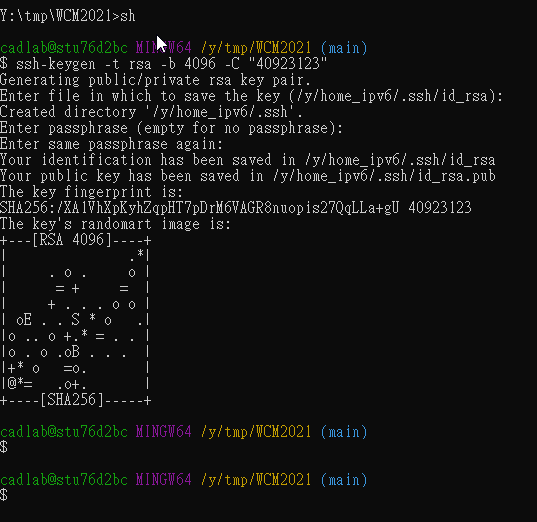 Y:\tmp\WCM2021>sh
cadlab@stu76d2bc MINGW64 /y/tmp/WCM2021 (main)
$ ssh-keygen -t rsa -b 4096 -C "40923123"
Generating public/private rsa key pair.
Enter file in which to save the key (/y/home_ipv6/.ssh/id_rsa):
Created directory '/y/home_ipv6/.ssh'.
Enter passphrase (empty for no passphrase):
Enter same passphrase again:
Your identification has been saved in /y/home_ipv6/.ssh/id_rsa
Your public key has been saved in /y/home_ipv6/.ssh/id_rsa.pub
The key fingerprint is:
SHA256:/XAlVhXpKyhZqpHT7pDrM6VAGR8nuopis27QqLLa+gU 40923123
The key's randomart image is:
+---[RSA 4096]----+
|               .*|
|     . o .     o |
|      = +     =  |
|     + . . . o o |
| oE . . S * o   .|
|o .. o +.* = . . |
|o . o .oB . . .  |
|+* o   =o.       |
|@*=   .o+.       |
+----[SHA256]-----+
cadlab@stu76d2bc MINGW64 /y/tmp/WCM2021 (main)
$
cadlab@stu76d2bc MINGW64 /y/tmp/WCM2021 (main)
$